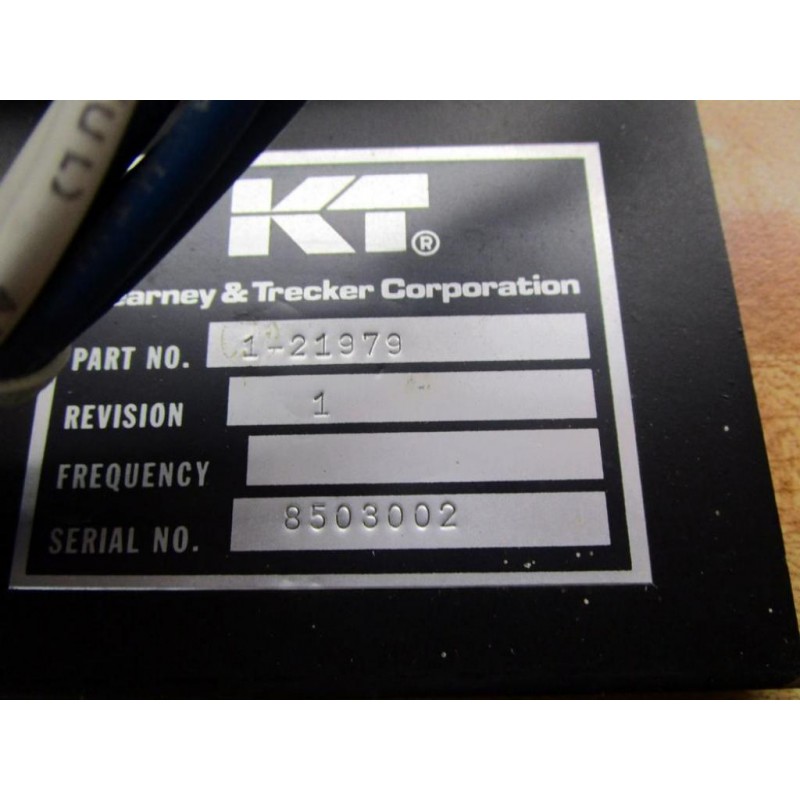 KT®
earney & Trecker Corporation
PART NO. 1-21979
REVISION 1
FREQUENCY
SERIAL NO. 8503002